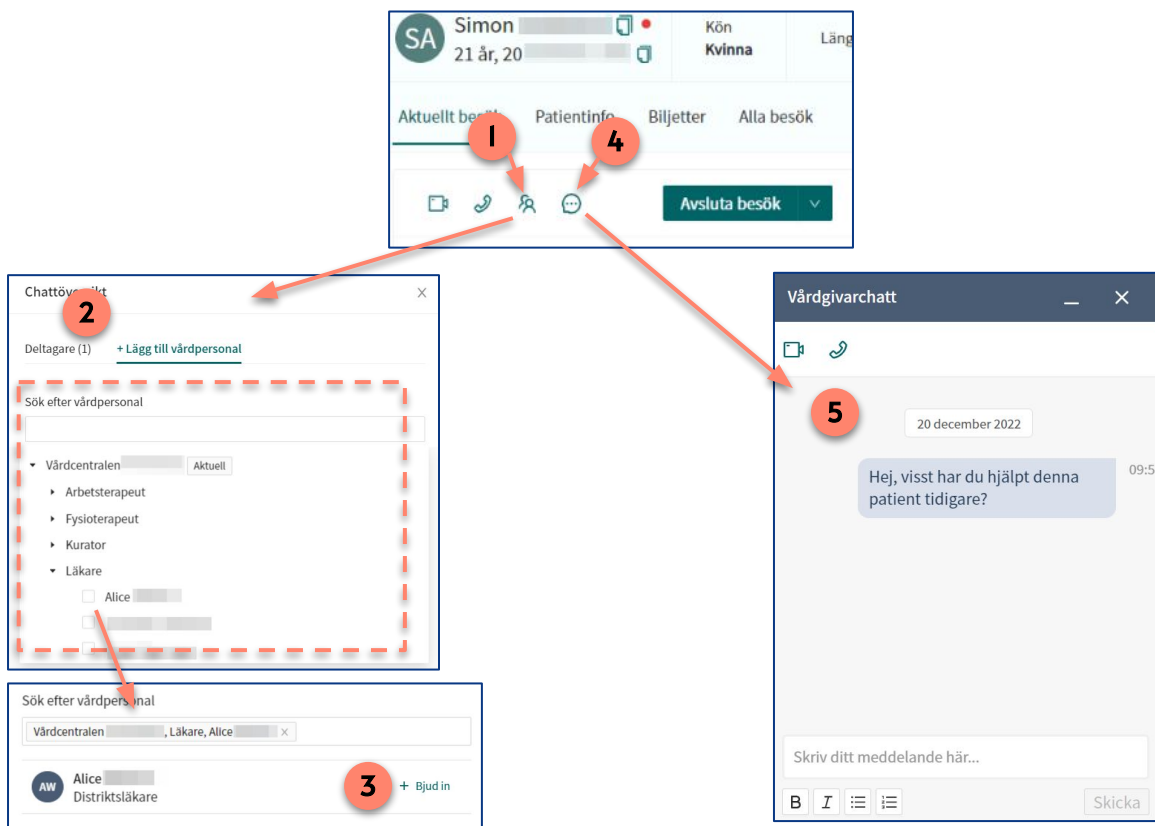 SA
Simon
21 år, 20
Kön
Kvinna
Läng
Aktuellt besök
Patientinfo
Biljetter
Alla besök
1
4
Avsluta besök
Chattöversikt
X
2
Deltagare (1)
+ Lägg till vårdpersonal
Sök efter vårdpersonal
Vårdcentralen
Aktuell
Arbetsterapeut
Fysioterapeut
Kurator
Läkare
Alice
Sök efter vårdpersonal
Vårdcentralen , Läkare, Alice ×
AW
Alice
Distriktsläkare
3
+ Bjud in
Vårdgivarchatt
5
20 december 2022
Hej, visst har du hjälpt denna
patient tidigare?
09:5
Skriv ditt meddelande här...
B I
Skicka